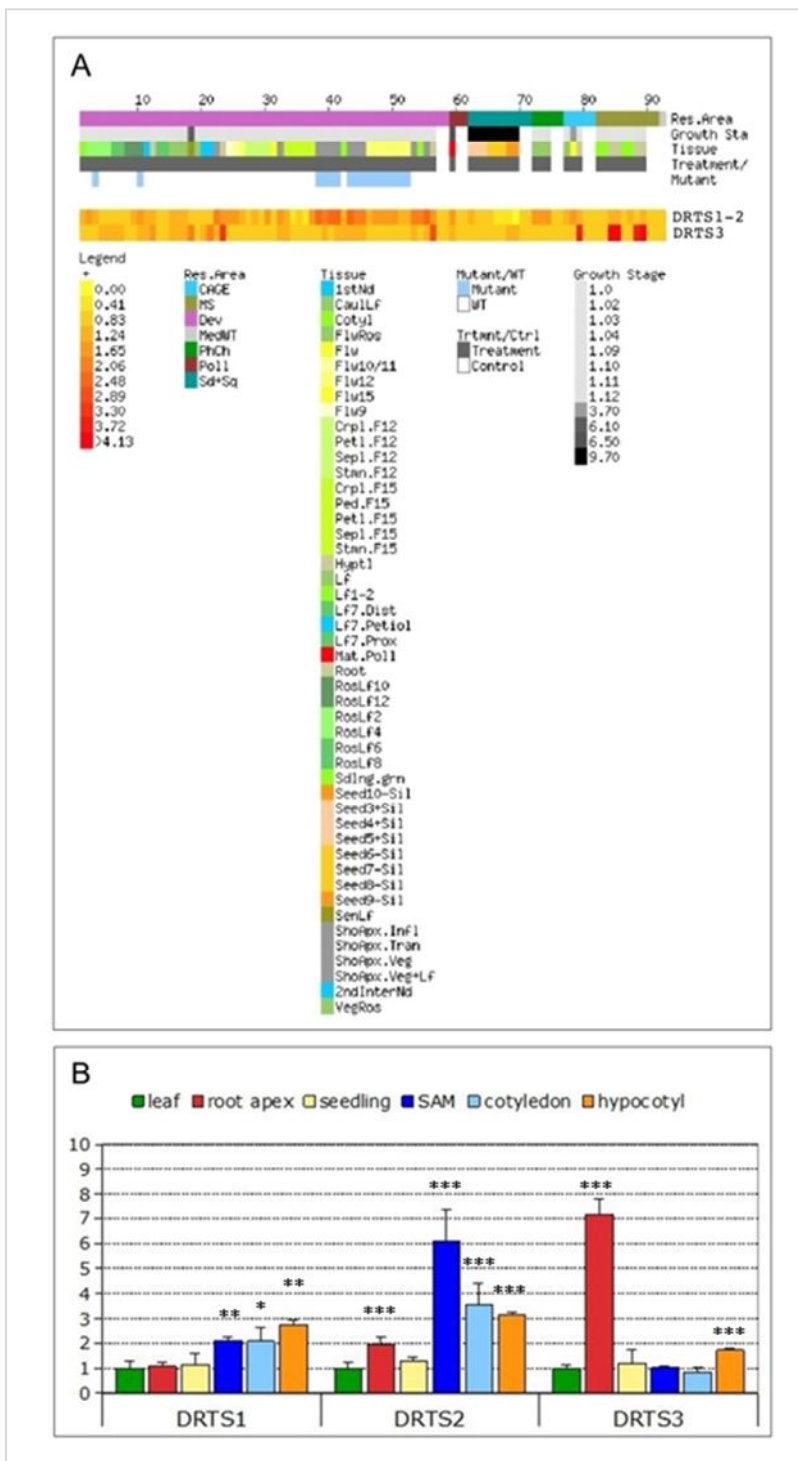 A
10 20 30 40 50 60 70 80 90
Res.Area
Growth Sta
Tissue
Treatment/
Mutant
DRTS1-2
DRTS3
Legend
+
0.00
0.41
0.83
1.24
1.65
2.06
2.48
2.89
3.30
3.72
>4.13
Res.Area
CAGE
MS
Dev
MedWT
PhCh
Poll
Sd+Sq
Tissue
1stNd
CaulLf
Cotyl
FlwRos
Flw
Flw10/11
Flw12
Flw15
Flw9
Crpl.F12
Petl.F12
Sepl.F12
Stmn.F12
Crpl.F15
Ped.F15
Petl.F15
Sepl.F15
Stmn.F15
Hyptl
Lf
Lf1-2
Lf7.Dist
Lf7.Petiol
Lf7.Prox
Mat.Poll
Root
RosLf10
RosLf12
RosLf2
RosLf4
RosLf6
RosLf8
Sdlng.grn
Seed10-Sil
Seed3+Sil
Seed4+Sil
Seed5+Sil
Seed6-Sil
Seed7-Sil
Seed8-Sil
Seed9-Sil
SenLf
ShoApx.Infl
ShoApx.Tran
ShoApx.Veg
ShoApx.Veg+Lf
2ndInterNd
VegRos
Mutant/WT
Mutant
WT
Trtmnt/Ctrl
Treatment
Control
Growth Stage
1.0
1.02
1.03
1.04
1.09
1.10
1.11
1.12
3.70
6.10
6.50
9.70
B
leaf root apex seedling SAM cotyledon hypocotyl
10
9
8
7
6
5
4
3
2
1
0
** * **
*** *** *** ***
*** ***
DRTS1 DRTS2 DRTS3